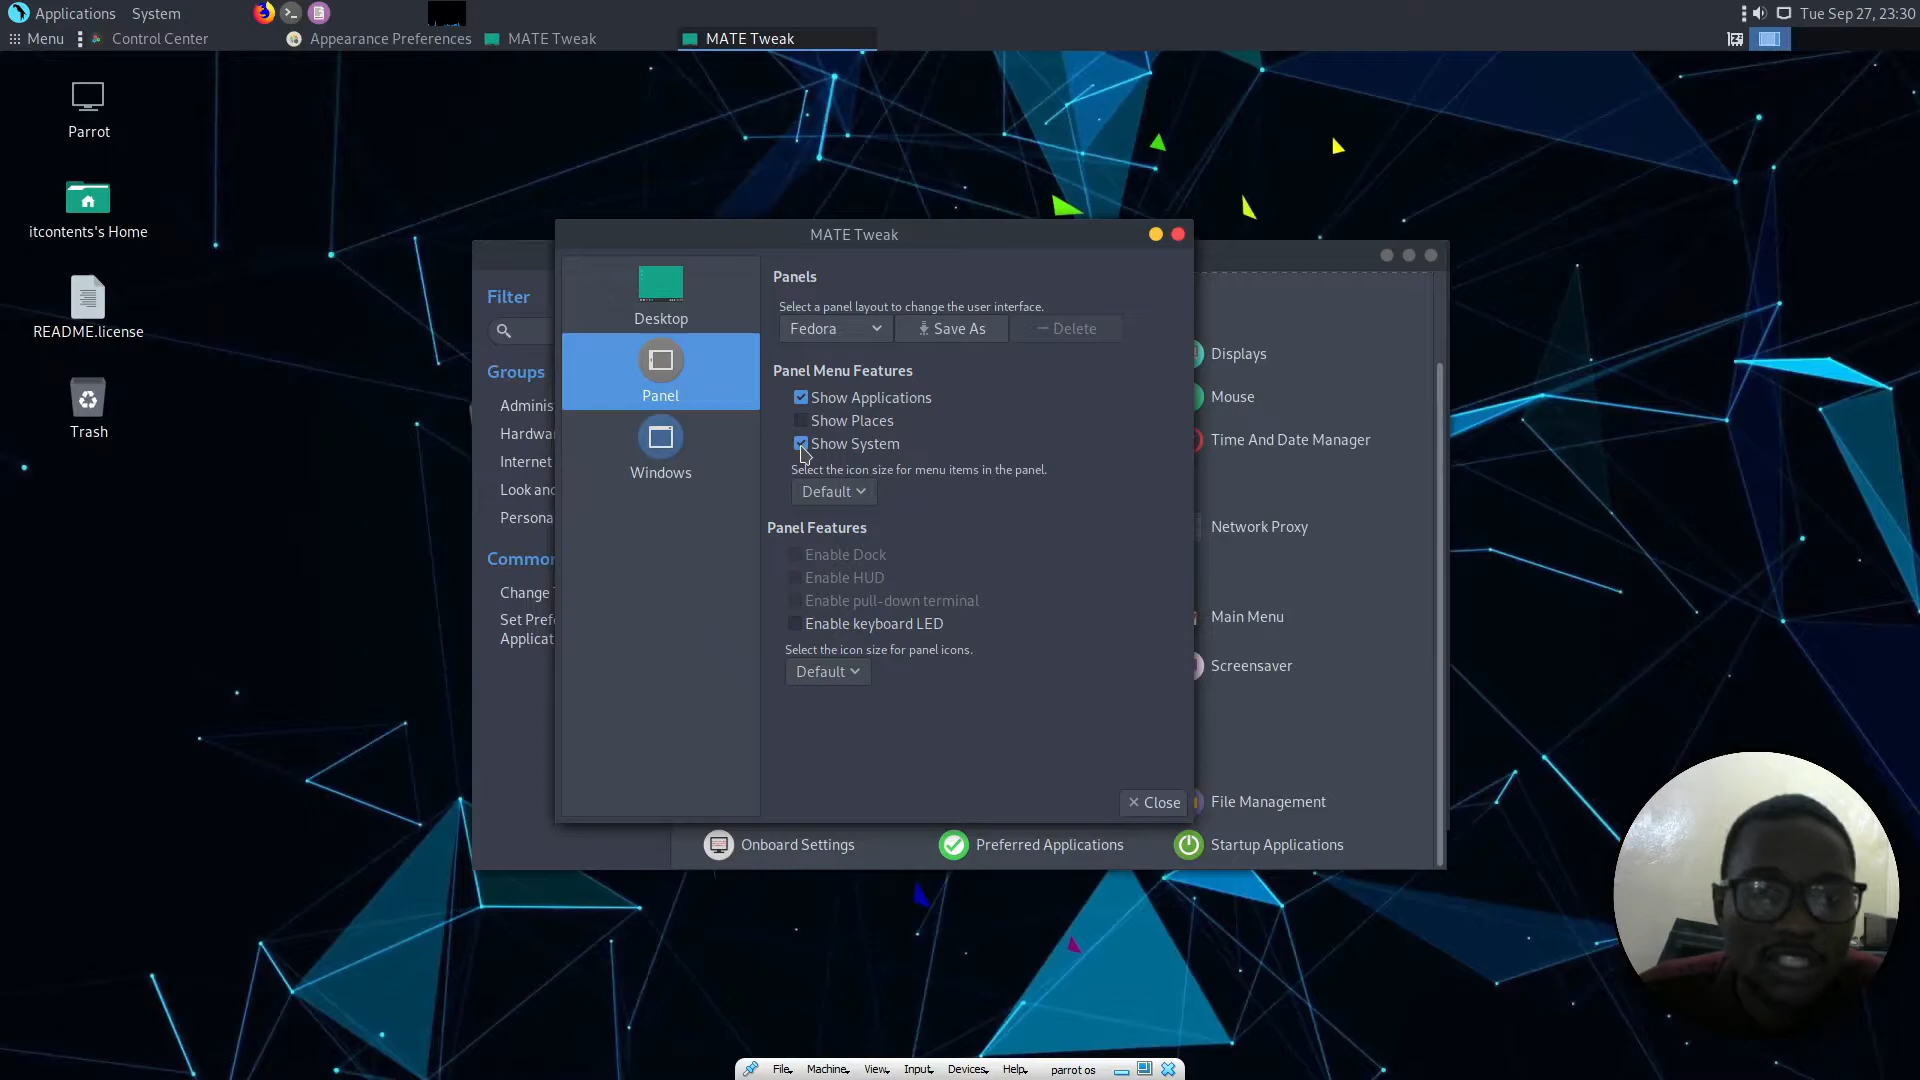 Applications System
Tue Sep 27, 23:30
Menu Control Center Appearance Preferences MATE Tweak MATE Tweak
Parrot
itcontents's Home
README.license
Trash
MATE Tweak
Filter
Groups
Adminis
Hardwa
Internet
Look and
Persona
Common
Change
Set Pref
Applicat
Desktop
Panel
Windows
Panels
Select a panel layout to change the user interface.
Fedora Save As Delete
Panel Menu Features
Show Applications
Show Places
Show System
Select the icon size for menu items in the panel.
Default
Panel Features
Enable Dock
Enable HUD
Enable pull-down terminal
Enable keyboard LED
Select the icon size for panel icons.
Default
Close
Displays
Mouse
Time And Date Manager
Network Proxy
Main Menu
Screensaver
File Management
Onboard Settings Preferred Applications Startup Applications
File Machine View Input Devices Help parrot os